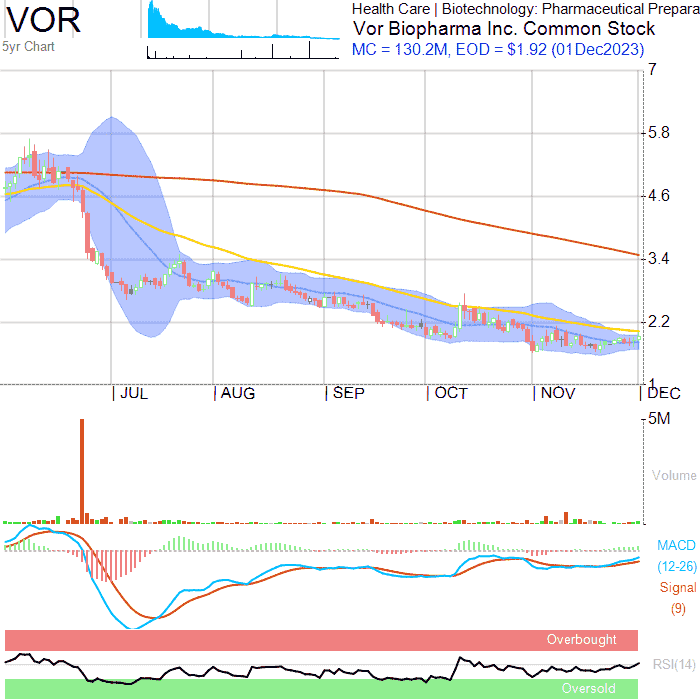 VOR
5yr Chart
Health Care | Biotechnology: Pharmaceutical Prepara
Vor Biopharma Inc. Common Stock
MC = 130.2M, EOD = $1.92 (01Dec2023)
7
5.8
4.6
3.4
2.2
1
JUL AUG SEP OCT NOV DEC
5M
Volume
MACD
(12-26)
Signal
(9)
Overbought
RSI(14)
Oversold